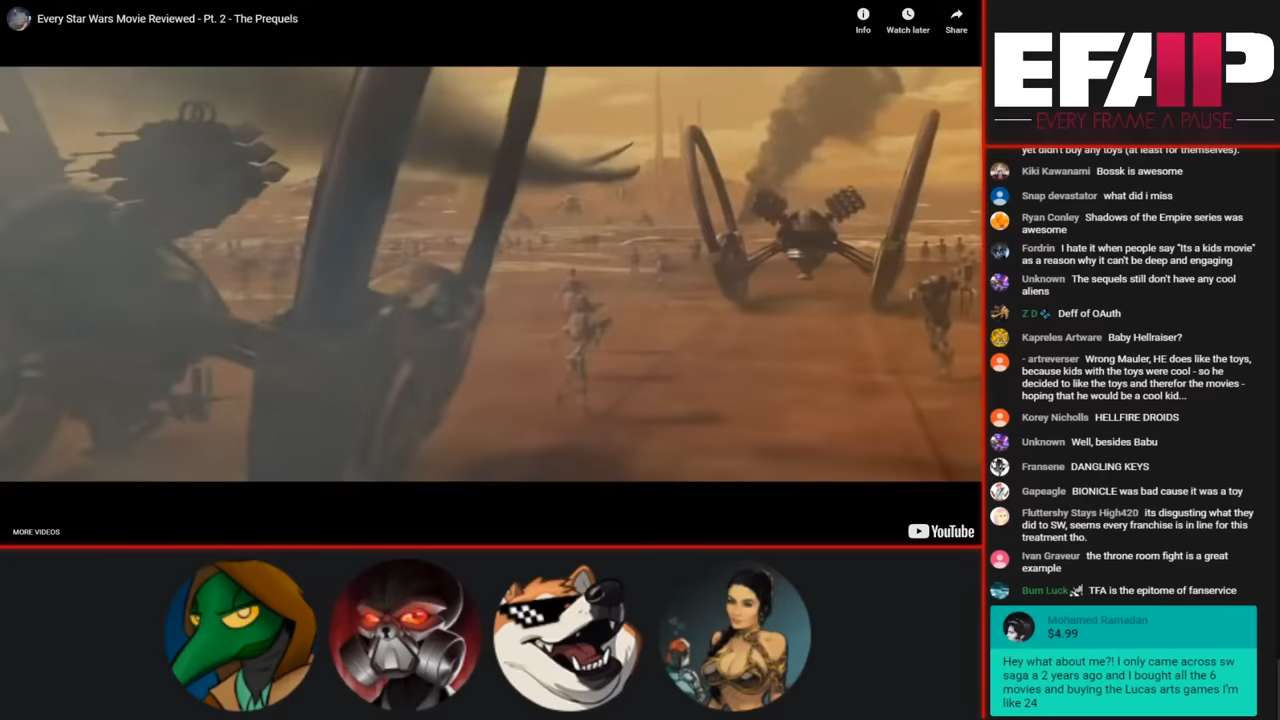 Every Star Wars Movie Reviewed - Pt. 2 - The Prequels
Info
Watch later
Share
EFAP
EVERY FRAME A PAUSE
yet didn't buy any toys (at least for themselves).
Kiki Kawanami Bossk is awesome
Snap devastator what did i miss
Ryan Conley Shadows of the Empire series was
awesome
Fordrin I hate it when people say "Its a kids movie"
as a reason why it can't be deep and engaging
Unknown The sequels still don't have any cool
aliens
Z D Deff of OAuth
Kapreles Artware Baby Hellraiser?
- artreverser Wrong Mauler, HE does like the toys,
because kids with the toys were cool - so he
decided to like the toys and therefor the movies -
hoping that he would be a cool kid...
Korey Nicholls HELLFIRE DROIDS
Unknown Well, besides Babu
Fransene DANGLING KEYS
Gapeagle BIONICLE was bad cause it was a toy
Fluttershy Stays High420 its disgusting what they
did to SW, seems every franchise is in line for this
treatment tho.
Ivan Graveur the throne room fight is a great
example
Bum Luck TFA is the epitome of fanservice
Mohamed Ramadan
$4.99
Hey what about me?! I only came across sw
saga a 2 years ago and I bought all the 6
movies and buying the Lucas arts games I'm
like 24
MORE VIDEOS
YouTube